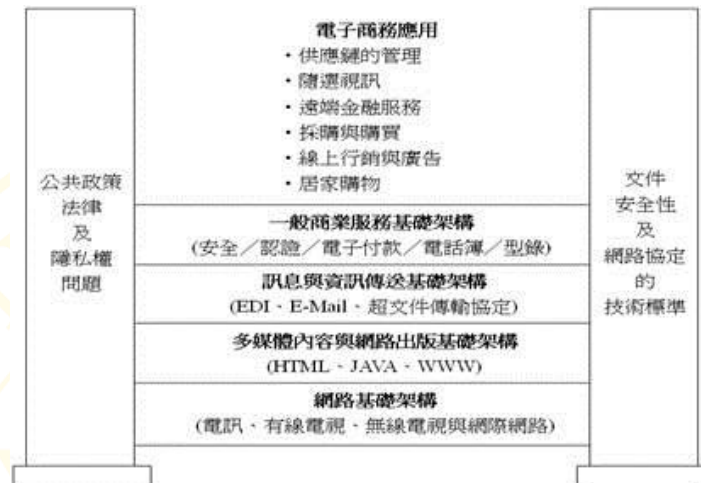 公共政策
法律
及
隱私權
問題
電子商務應用
・供應鏈的管理
・隨選視訊
・遠端金融服務
・採購與購買
・線上行銷與廣告
・居家購物
一般商業服務基礎架構
(安全／認證／電子付款／電話簿／型錄)
訊息與資訊傳送基礎架構
(EDI、E-Mail、超文件傳輸協定)
多媒體內容與網路出版基礎架構
(HTML、JAVA、WWW)
網路基礎架構
(電訊、有線電視、無線電視與網際網路)
文件
安全性
及
網路協定
的
技術標準